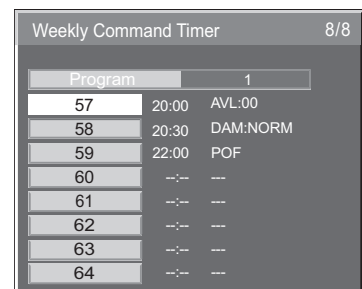 Weekly Command Timer 8/8
Program 1
57 20:00 AVL:00
58 20:30 DAM:NORM
59 22:00 POF
60 --:-- ---
61 --:-- ---
62 --:-- ---
63 --:-- ---
64 --:-- ---